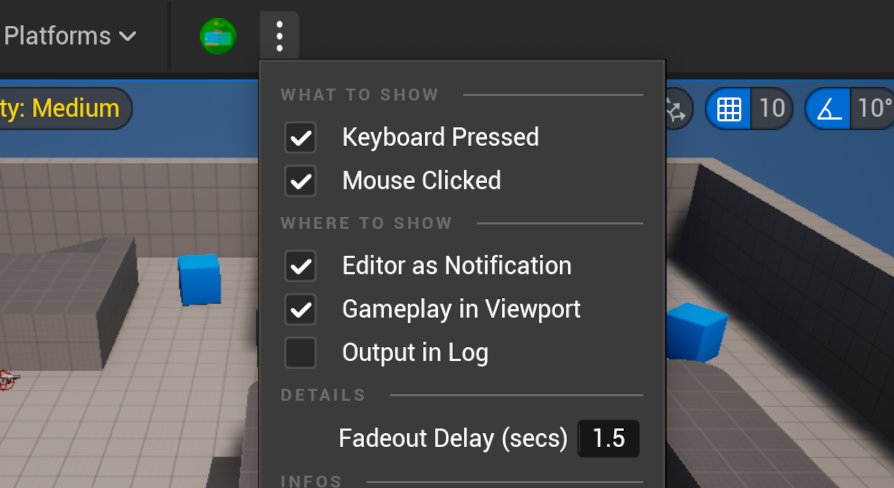 Platforms
WHAT TO SHOW
ty: Medium
10
10°
Keyboard Pressed
Mouse Clicked
WHERE TO SHOW
Editor as Notification
Gameplay in Viewport
Output in Log
DETAILS
Fadeout Delay (secs) 1.5
INFOS